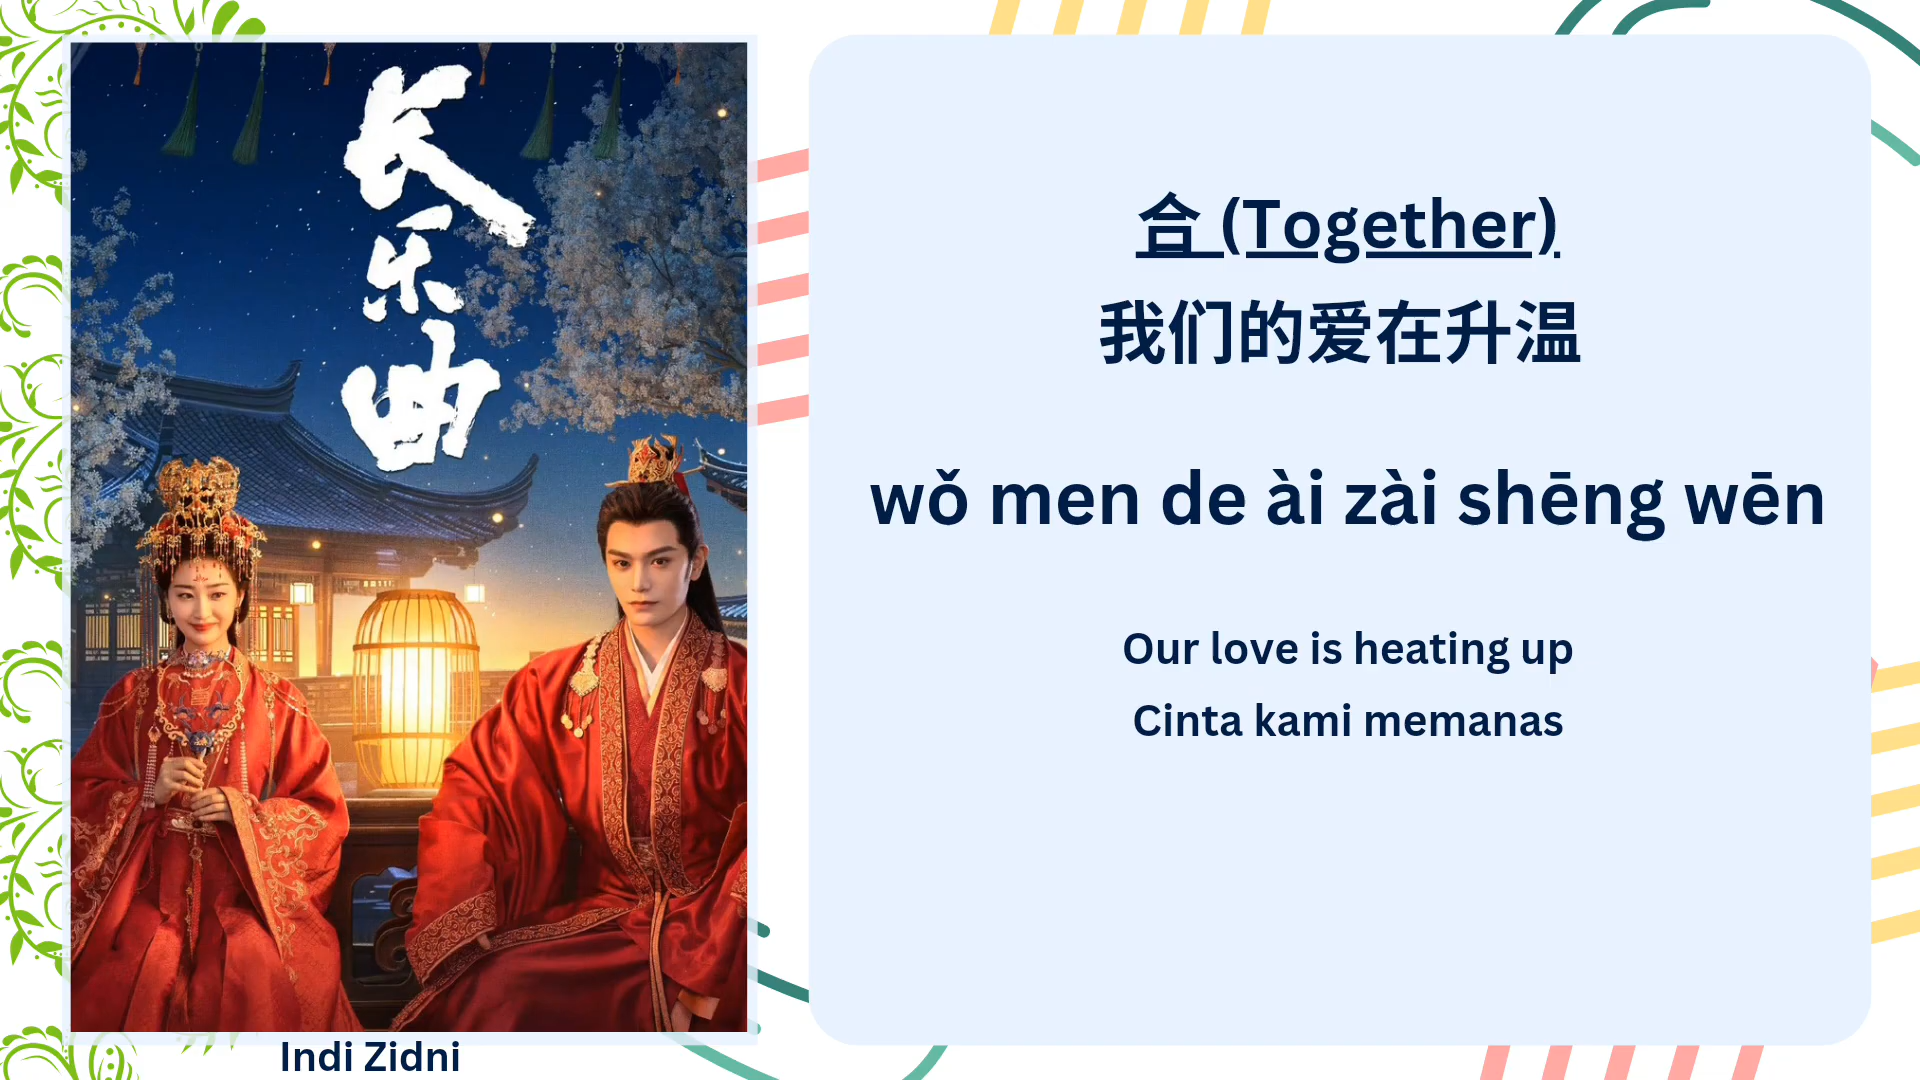 长乐曲
合 (Together)
我们的爱在升温
wǒ men de ài zài shēng wēn
Our love is heating up
Cinta kami memanas
Indi Zidni